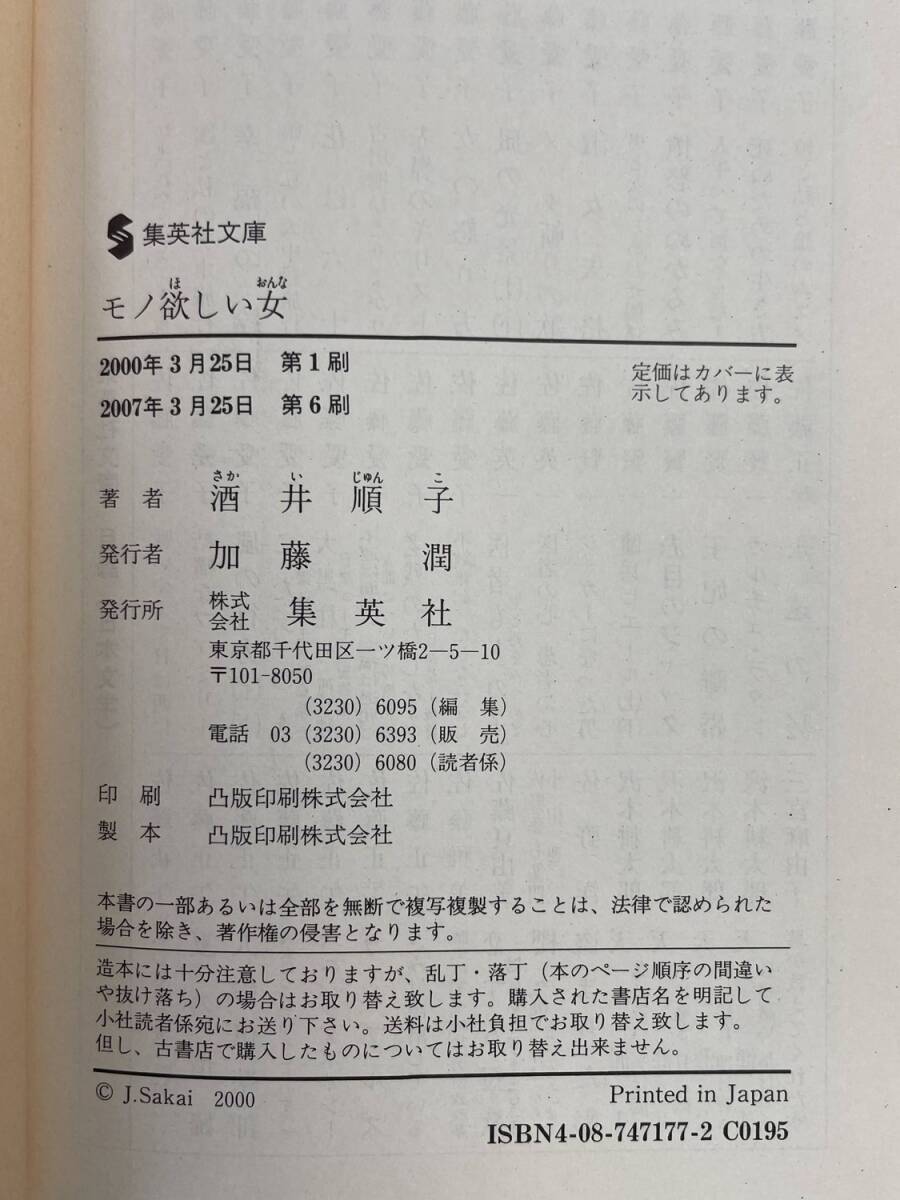 集英社文庫
モノ欲しい女
ほ おんな
2000年3月25日 第1刷
2007年3月25日 第6刷
定価はカバーに表
示してあります。
さか い じゅん こ
著者 酒井順子
発行者 加藤 潤
発行所 株式会社 集英社
東京都千代田区一ツ橋2—5—10
〒101-8050
(3230) 6095(編 集)
電話 03 (3230) 6393(販 売)
(3230) 6080(読者係)
印刷 凸版印刷株式会社
製本 凸版印刷株式会社
本書の一部あるいは全部を無断で複写複製することは、法律で認められた
場合を除き、著作権の侵害となります。
造本には十分注意しておりますが、乱丁・落丁(本のページ順序の間違い
や抜け落ち)の場合はお取り替え致します。購入された書店名を明記して
小社読者係宛にお送り下さい。送料は小社負担でお取り替え致します。
但し、古書店で購入したものについてはお取り替え出来ません。
© J.Sakai 2000
Printed in Japan
ISBN4-08-747177-2 C0195